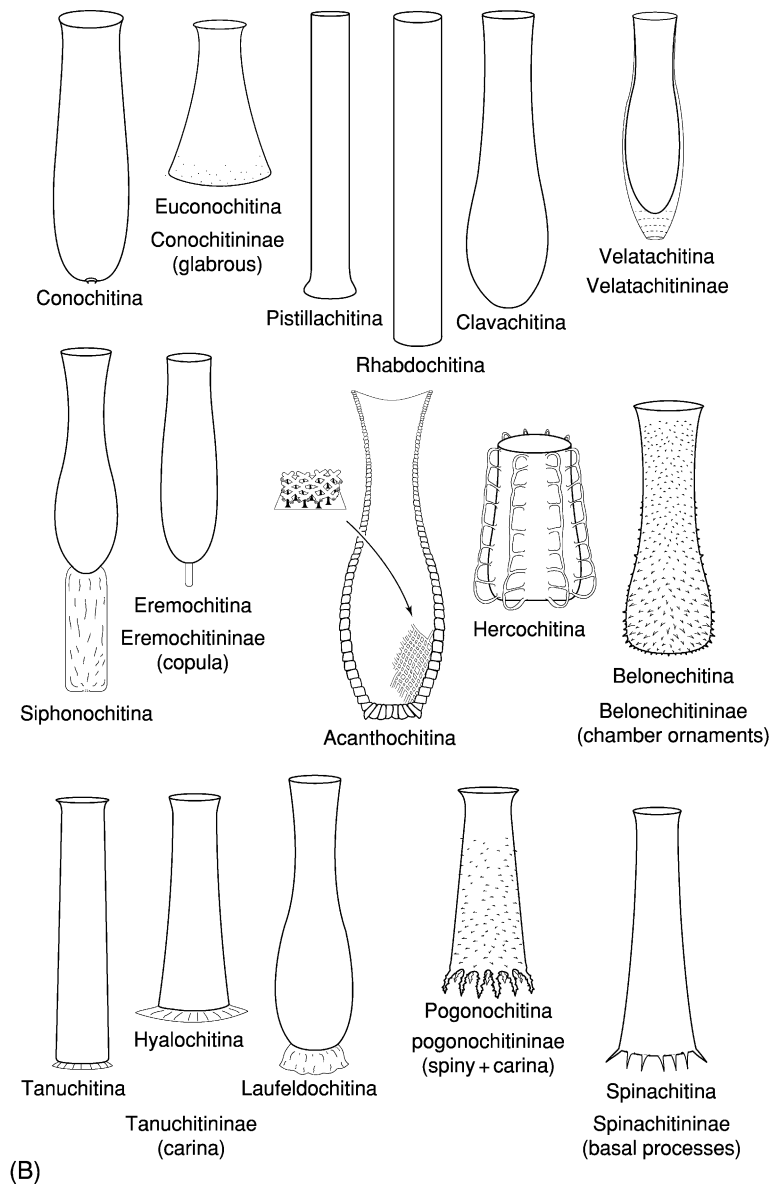 Conochitina
Euconochitina
Conochitininae
(glabrous)
Pistillachitina
Rhabdochitina
Clavachitina
Velatachitina
Velatachitininae
Siphonochitina
Eremochitina
Eremochitininae
(copula)
Acanthochitina
Hercochitina
Belonechitina
Belonechitininae
(chamber ornaments)
Tanuchitina
Hyalochitina
Laufeldochitina
Tanuchitininae
(carina)
Pogonochitina
pogonochitininae
(spiny + carina)
Spinachitina
Spinachitininae
(basal processes)
(B)